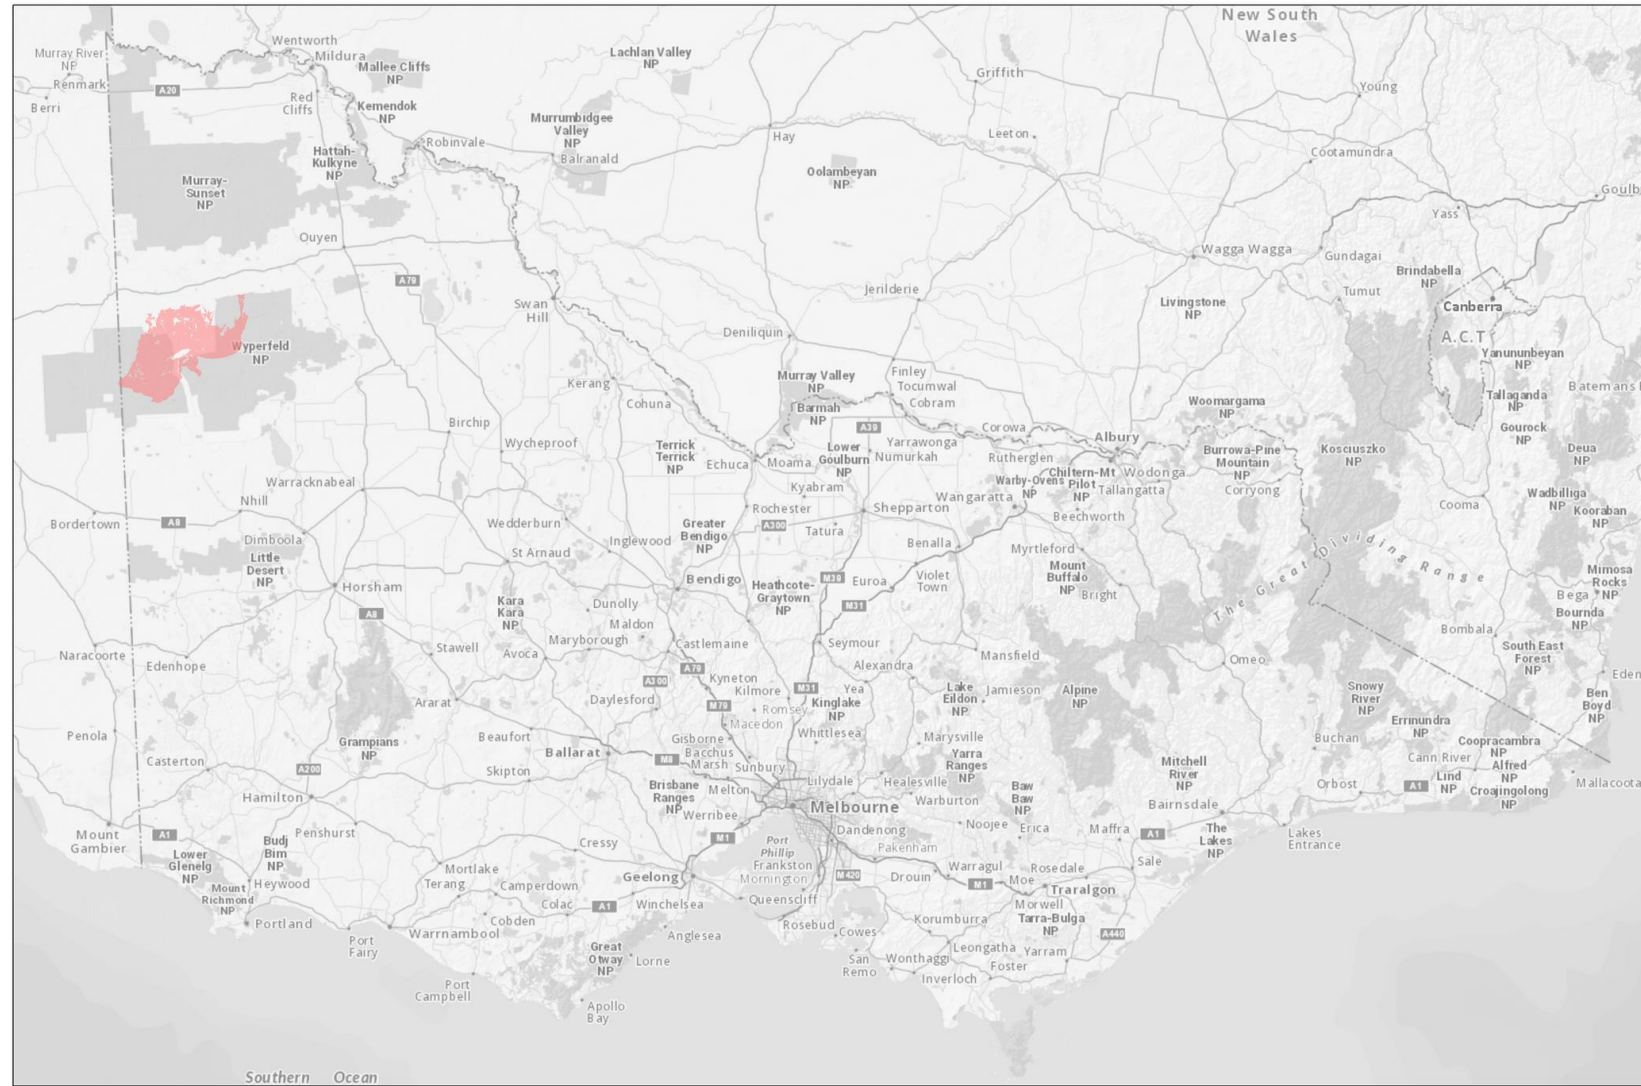 New South
Wales
Wentworth
Mildura
Murray River
NP
Renmark
Berri
A20
Mallee Cliffs
NP
Lachlan Valley
NP
Griffith
Young
Red
Cliffs
Kemendok
NP
Robinvale
Murrumbidgee
Valley
NP
Balranald
Hay
Leeton
Cootamundra
Hattah-
Kulkyne
NP
Murray-
Sunset
NP
Oolambeyan
NP
Goulb
Yass
Ouyen
Wagga Wagga
Gundagai
Brindabella
NP
Tumut
A79
Swan
Hill
Jerilderie
Livingstone
NP
Canberra
A.C.T
Deniliquin
Wyperfeld
NP
Yanununbeyan
NP
Kerang
Cohuna
Murray Valley
NP
Finley
Tocumwal
Cobram
Barmah
NP
Woomargama
NP
Tallaganda
NP
Batemans
Gourock
NP
Birchip
Wycheproof
Terrick
Terrick
NP
Echuca
Moama
A39
Lower
Goulburn
NP
Yarrawonga
Numurkah
Corowa
Rutherglen
Albury
Wodonga
Chiltern-Mt
Pilot
NP
Tallangatta
Burrowa-Pine
Mountain
NP
Corryong
Kosciuszko
NP
Deua
NP
Warracknabeal
Nhill
Bordertown
A8
Dimboola
Kyabram
Rochester
Shepparton
Wangaratta
Warby-Ovens
NP
Beechworth
Cooma
Wadbilliga
NP
Kooraban
NP
Wedderburn
Inglewood
Greater
Bendigo
NP
A300
Tatura
Benalla
Little
Desert
NP
Horsham
St Arnaud
Bendigo
Heathcote-
Graytown
NP
M39
Euroa
Violet
Town
M31
Myrtleford
Mount
Buffalo
NP
Bright
The Great Dividing Range
Mimosa
Rocks
NP
Bega
Bournda
NP
A8
Kara
Kara
NP
Dunolly
Maldon
Maryborough
Avoca
Castlemaine
Seymour
Bombala
South East
Forest
NP
Naracoorte
Edenhope
Stawell
Alexandra
Mansfield
Omeo
Eden
A79
A300
Kyneton
Kilmore
M31
Yea
Kinglake
NP
Lake
Eildon
NP
Jamieson
Alpine
NP
Snowy
River
NP
Ben
Boyd
NP
Ararat
Daylesford
M79
Romsey
Macedon
Errinundra
NP
Penola
Casterton
Grampians
NP
Beaufort
Ballarat
Gisborne
Bacchus
Marsh
Sunbury
M8
Whittlesea
Marysville
Yarra
Ranges
NP
Buchan
Cann River
Coopracambra
NP
Mitchell
River
NP
A200
Hamilton
Skipton
Brisbane
Ranges
NP
Melton
Lilydale
Healesville
Warburton
Baw
Baw
NP
Bairnsdale
Orbost
A1
Lind
NP
Alfred
NP
Croajingolong
NP
Mallacoota
Werribee
Melbourne
Mount
Gambier
A1
Budj
Bim
NP
Penshurst
Cressy
M1
Port
Phillip
Dandenong
Pakenham
Noojee
Erica
Maffra
A1
The
Lakes
NP
Lakes
Entrance
Lower
Glenelg
NP
Mount
Richmond
NP
Heywood
Mortlake
Terang
Camperdown
Colac
Geelong
Frankston
Mornington
M420
Drouin
Warragul
Rosedale
Sale
M1
Moe
Traralgon
Morwell
Portland
Port
Fairy
Warrnambool
Cobden
A1
Winchelsea
Queenscliff
Rosebud
Cowes
Korumburra
Tarra-Bulga
NP
A440
Anglesea
Great
Otway
NP
Lorne
San
Remo
Wonthaggi
Leongatha
Yarram
Foster
Inverloch
Port
Campbell
Apollo
Bay
Southern Ocean